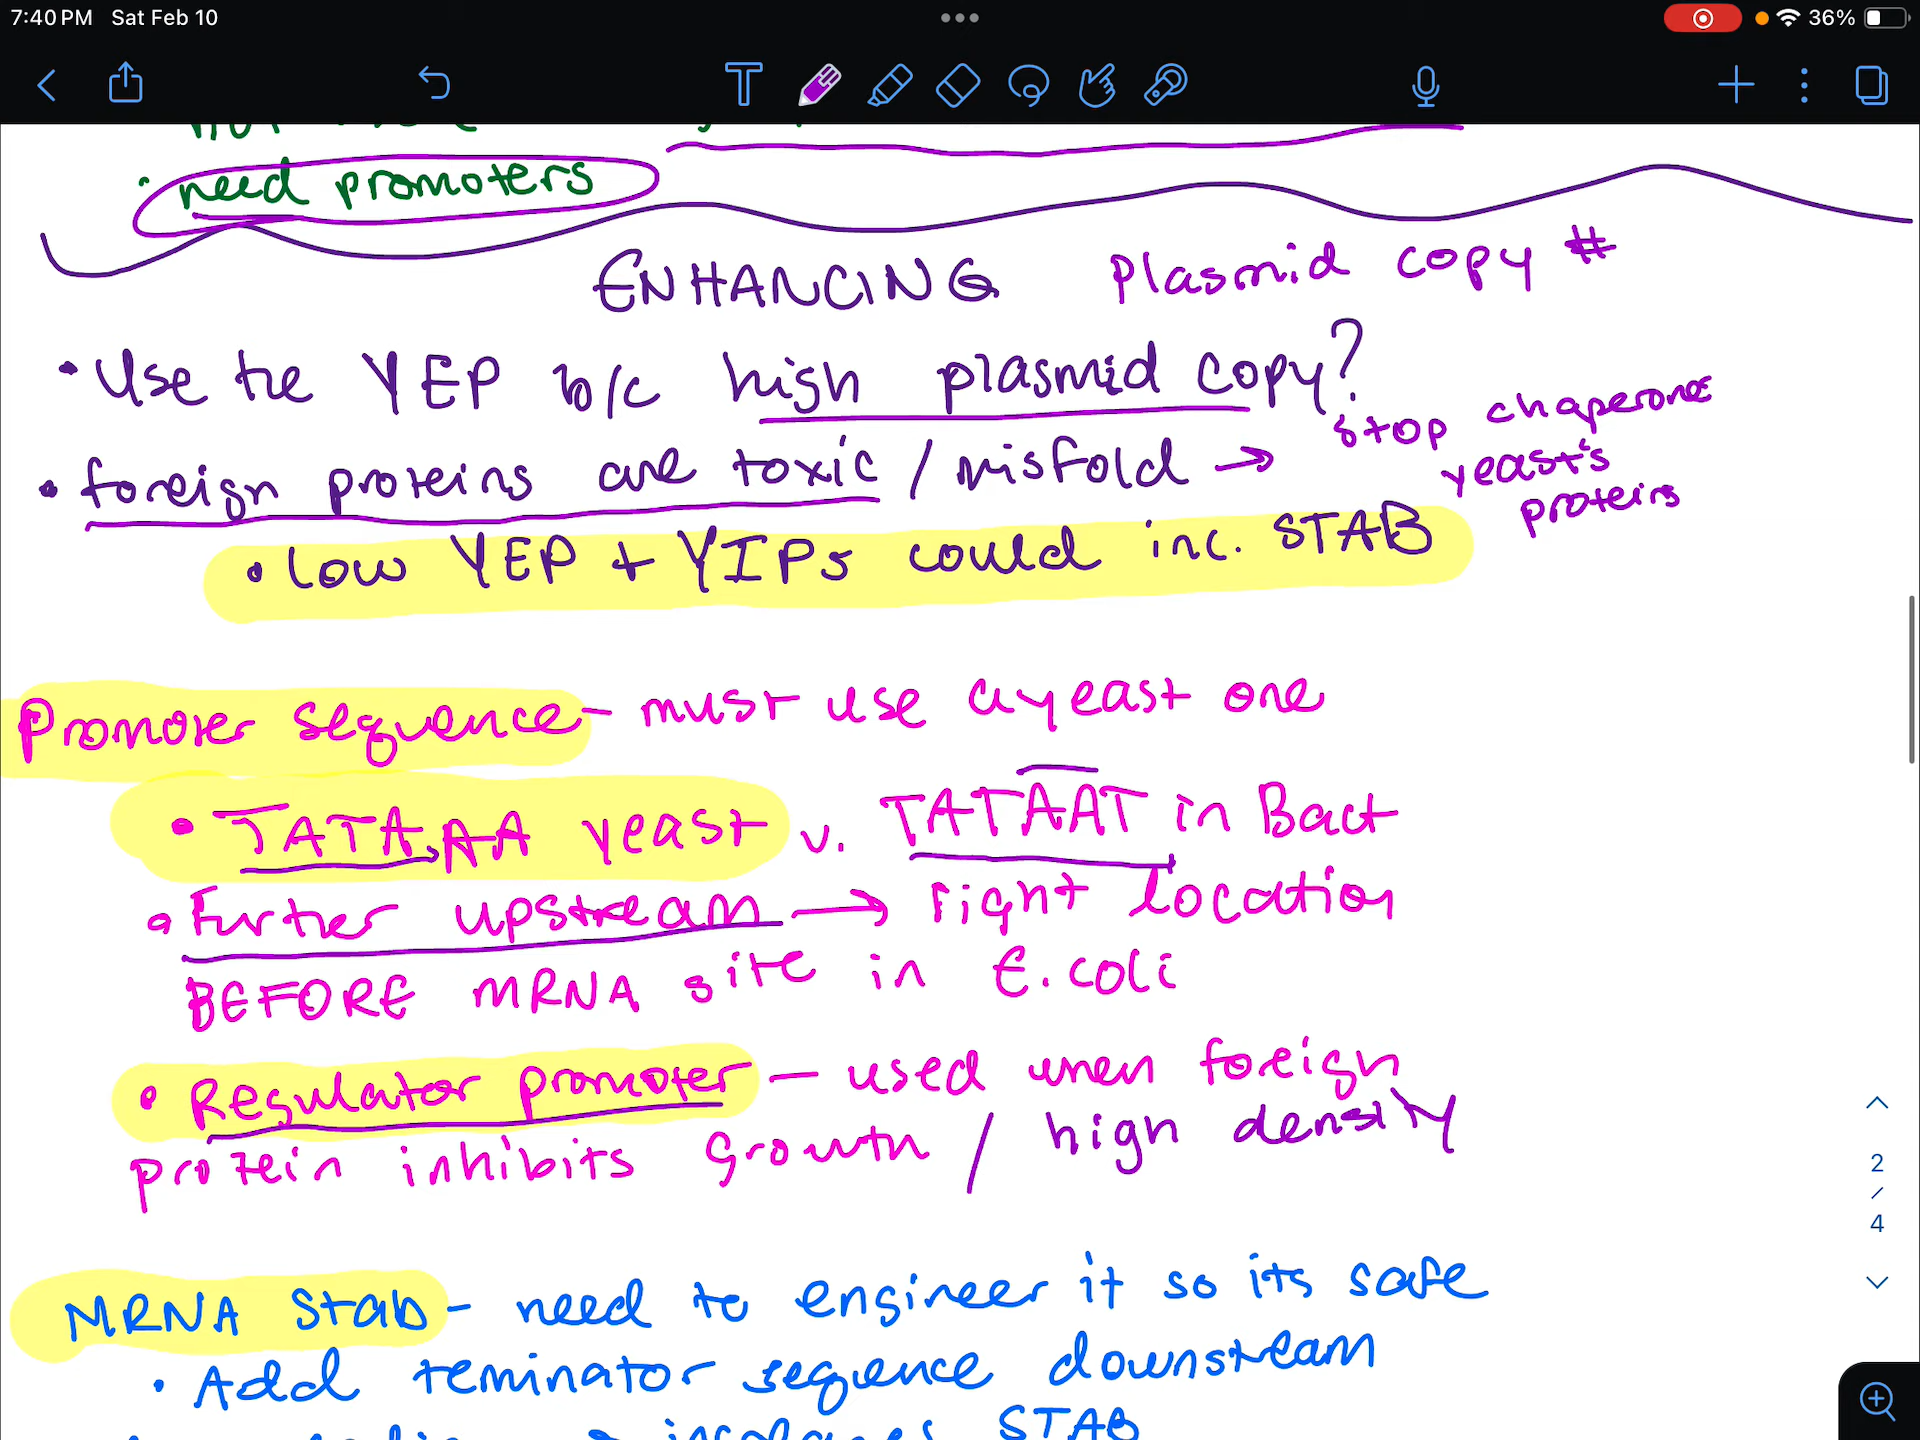 7:40 PM Sat Feb 10
36%
· need promoters
ENHANCING Plasmid copy #
• Use the YEP b/c high plasmid copy?
• foreign proteins are toxic / misfold → stop chaperone
yeast's
proteins
• low YEP + YIPs could inc. STAB
Promoter sequence - must use a yeast one
• TATAAA yeast v. TATAAT in Bact
• Further upstream → right location
BEFORE MRNA site in E. coli
• Regulator promoter - used when foreign
protein inhibits growth / high density
MRNA Stab - need to engineer it so its safe
• Add teminator sequence downstream
STAB
2
/
4